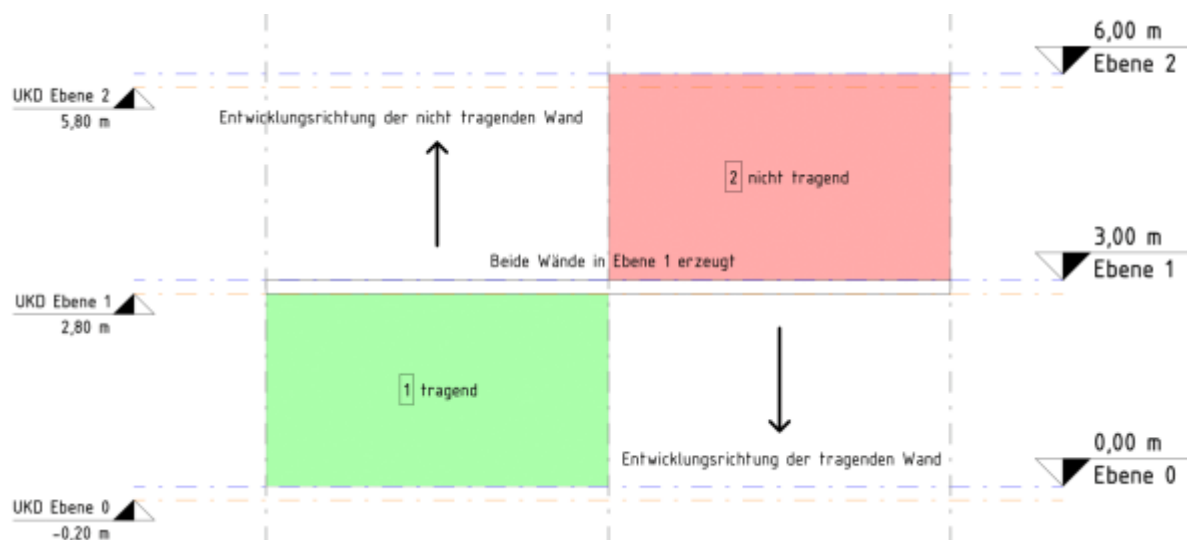 6,00 m
Ebene 2
UKD Ebene 2
5,80 m
Entwicklungsrichtung der nicht tragenden Wand
2 nicht tragend
3,00 m
Beide Wände in Ebene 1 erzeugt
Ebene 1
UKD Ebene 1
2,80 m
1 tragend
Entwicklungsrichtung der tragenden Wand
0,00 m
Ebene 0
UKD Ebene 0
-0,20 m